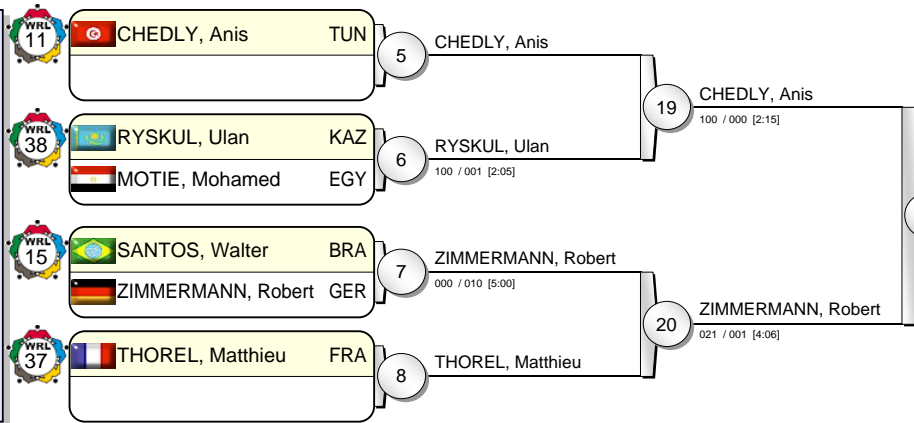 WRL
11
CHEDLY, Anis TUN
5
CHEDLY, Anis
WRL
38
RYSKUL, Ulan KAZ
MOTIE, Mohamed EGY
6
RYSKUL, Ulan
100 / 001 [2:05]
19
CHEDLY, Anis
100 / 000 [2:15]
WRL
15
SANTOS, Walter BRA
ZIMMERMANN, Robert GER
7
ZIMMERMANN, Robert
000 / 010 [5:00]
WRL
37
THOREL, Matthieu FRA
8
THOREL, Matthieu
20
ZIMMERMANN, Robert
021 / 001 [4:06]